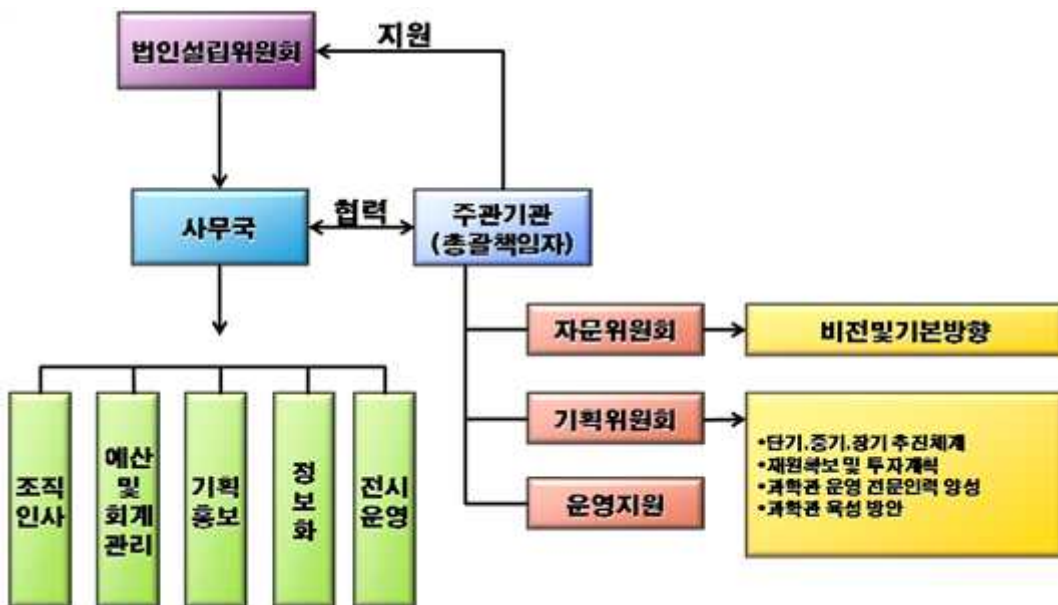 지원
법인설립위원회
사무국
협력
주관기관
(총괄책임자)
자문위원회
비전및기본방향
기획위원회
•단기.중기.장기 추진체계
•재원확보 및 투자계획
•과학관 운영 전문인력 양성
•과학관 육성 방안
운영지원
조직
인사
예산
및
회계
관리
기획
홍보
정
보
화
전시
운영